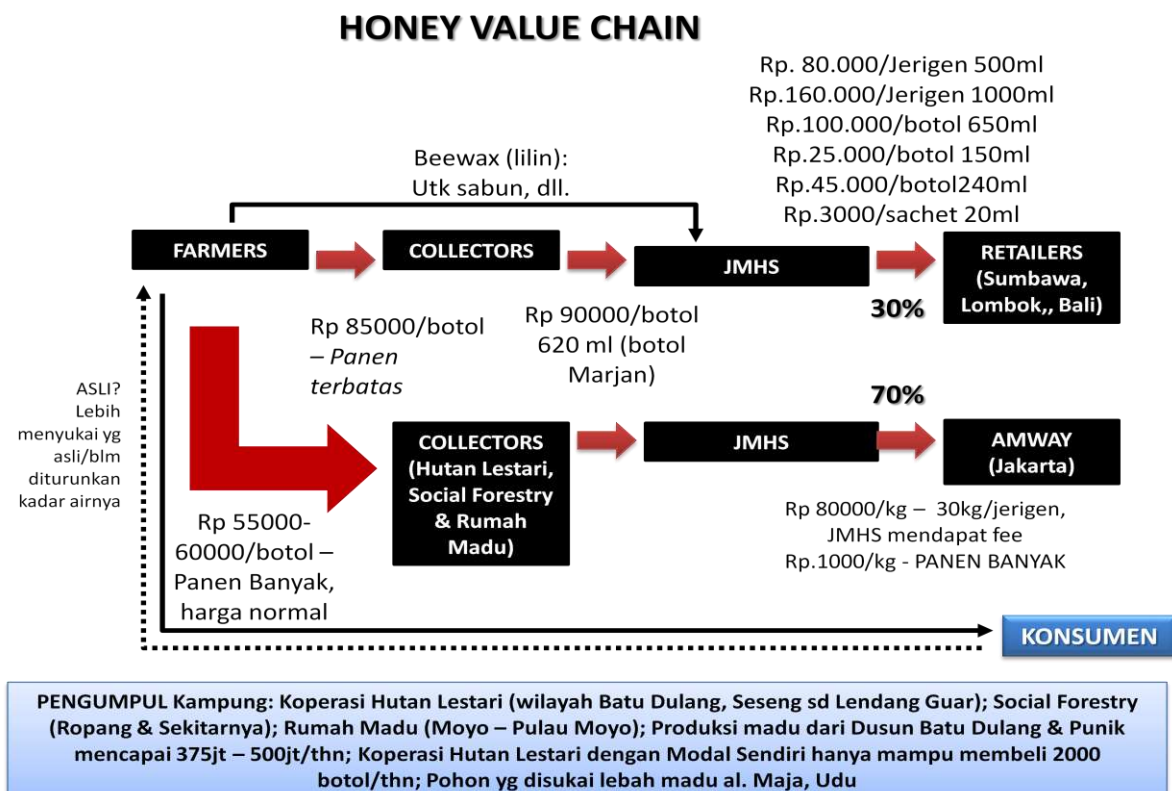 HONEY VALUE CHAIN
Rp. 80.000/Jerigen 500ml
Rp.160.000/Jerigen 1000ml
Rp.100.000/botol 650ml
Rp.25.000/botol 150ml
Rp.45.000/botol240ml
Rp.3000/sachet 20ml
Beewax (lilin):
Utk sabun, dll.
FARMERS
COLLECTORS
JMHS
RETAILERS
(Sumbawa,
Lombok,, Bali)
30%
Rp 85000/botol
– Panen
terbatas
Rp 90000/botol
620 ml (botol
Marjan)
ASLI?
Lebih
menyukai yg
asli/blm
diturunkan
kadar airnya
70%
COLLECTORS
(Hutan Lestari,
Social Forestry
& Rumah
Madu)
JMHS
AMWAY
(Jakarta)
Rp 55000-
60000/botol –
Panen Banyak,
harga normal
Rp 80000/kg – 30kg/jerigen,
JMHS mendapat fee
Rp.1000/kg - PANEN BANYAK
KONSUMEN
PENGUMPUL Kampung: Koperasi Hutan Lestari (wilayah Batu Dulang, Seseng sd Lendang Guar); Social Forestry
(Ropang & Sekitarnya); Rumah Madu (Moyo – Pulau Moyo); Produksi madu dari Dusun Batu Dulang & Punik
mencapai 375jt – 500jt/thn; Koperasi Hutan Lestari dengan Modal Sendiri hanya mampu membeli 2000
botol/thn; Pohon yg disukai lebah madu al. Maja, Udu